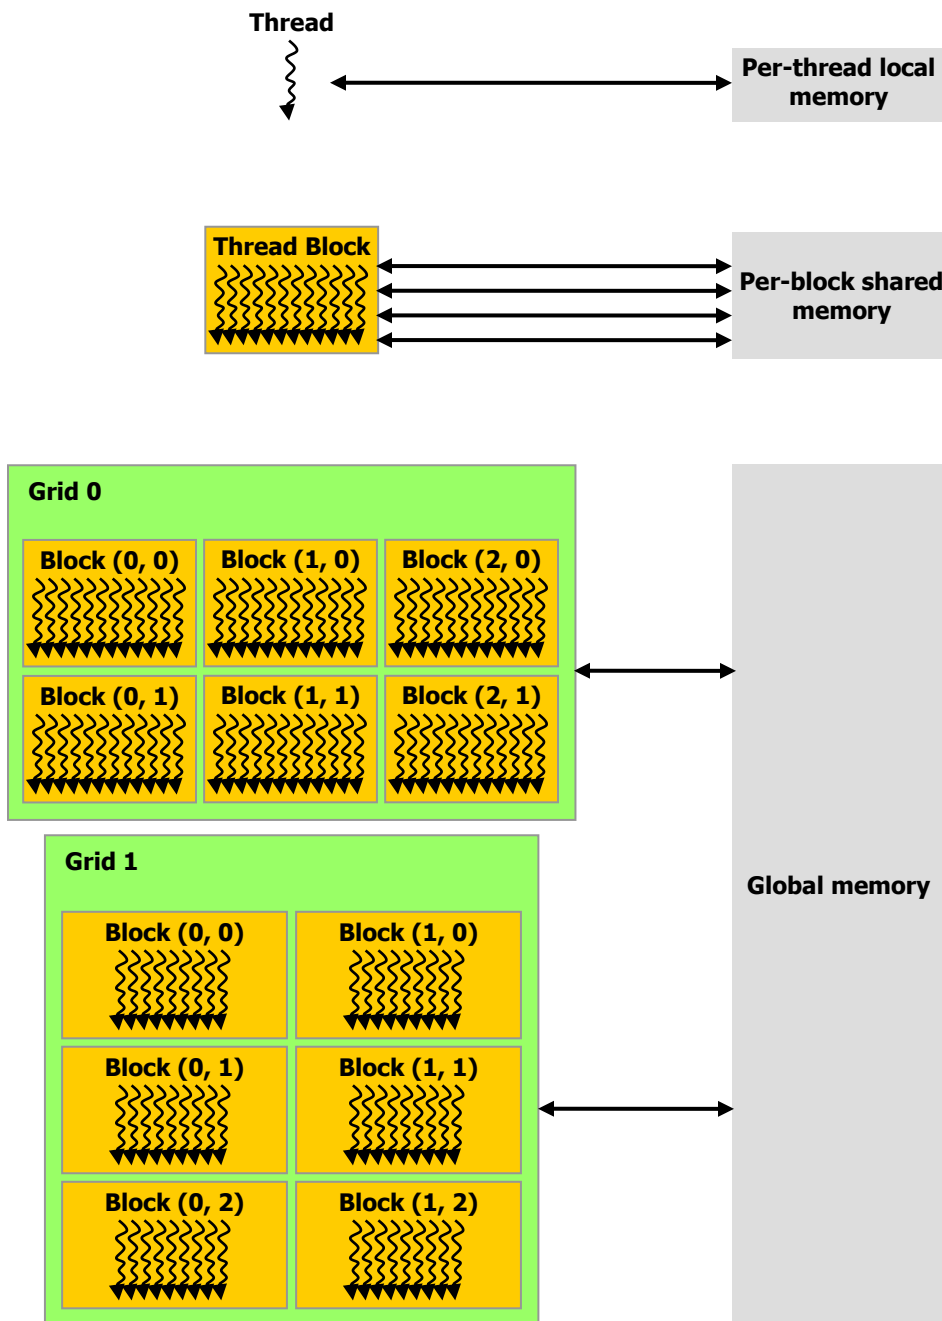 Thread
Per-thread local
memory
Thread Block
Per-block shared
memory
Grid 0
Block (0, 0)
Block (1, 0)
Block (2, 0)
Block (0, 1)
Block (1, 1)
Block (2, 1)
Grid 1
Global memory
Block (0, 0)
Block (1, 0)
Block (0, 1)
Block (1, 1)
Block (0, 2)
Block (1, 2)